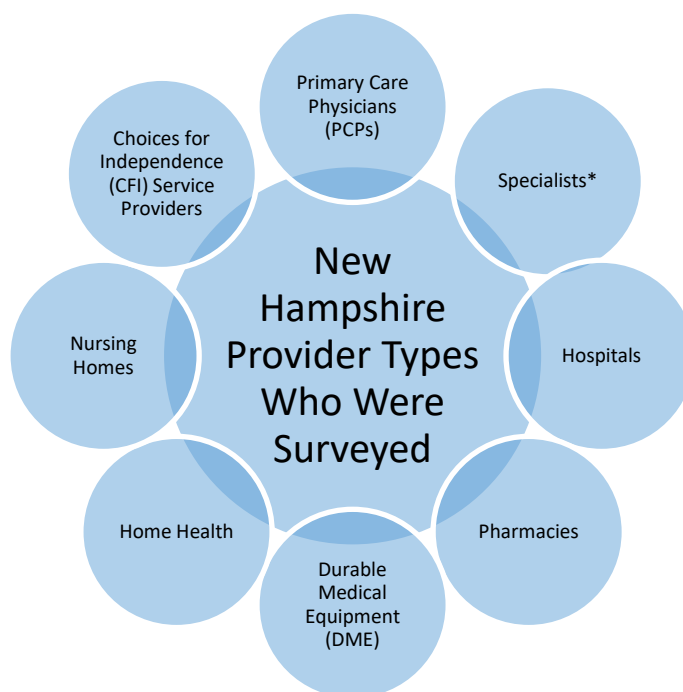 Primary Care
Physicians
(PCPs)
Specialists*
Hospitals
Pharmacies
Durable
Medical
Equipment
(DME)
Home Health
Nursing
Homes
Choices for
Independence
(CFI) Service
Providers
New
Hampshire
Provider Types
Who Were
Surveyed